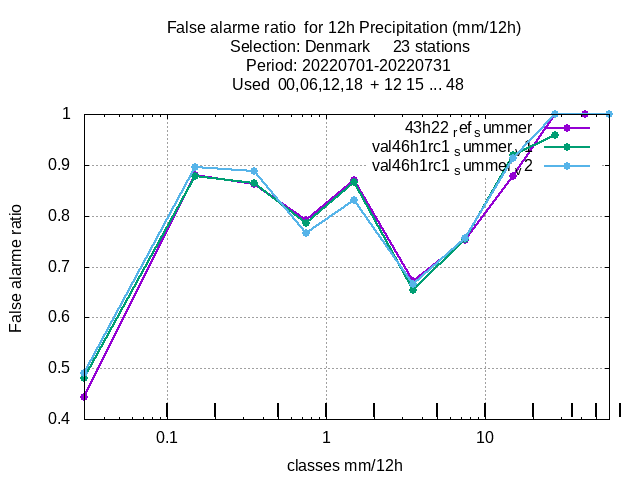 False alarme ratio  for 12h Precipitation (mm/12h)
Selection: Denmark     23 stations
Period: 20220701-20220731
Used  00,06,12,18  + 12 15 ... 48
1
0.9
0.8
0.7
0.6
0.5
0.4
False alarme ratio
43h22 ref summer
val46h1rc1 summer v1
val46h1rc1 summer v2
0.1 1 10
classes mm/12h